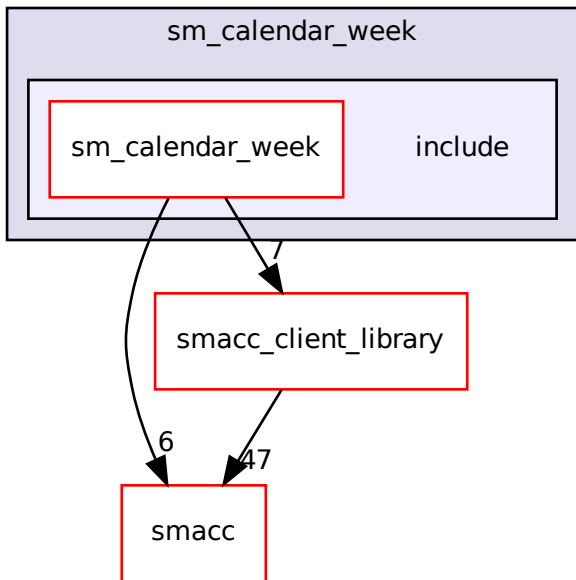 sm_calendar_week
sm_calendar_week
include
7
smacc_client_library
6
47
smacc